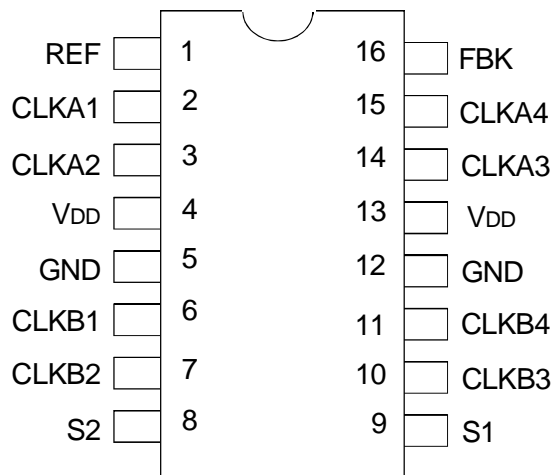 REF 1 16 FBK
CLKA1 2 15 CLKA4
CLKA2 3 14 CLKA3
VDD 4 13 VDD
GND 5 12 GND
CLKB1 6 11 CLKB4
CLKB2 7 10 CLKB3
S2 8 9 S1